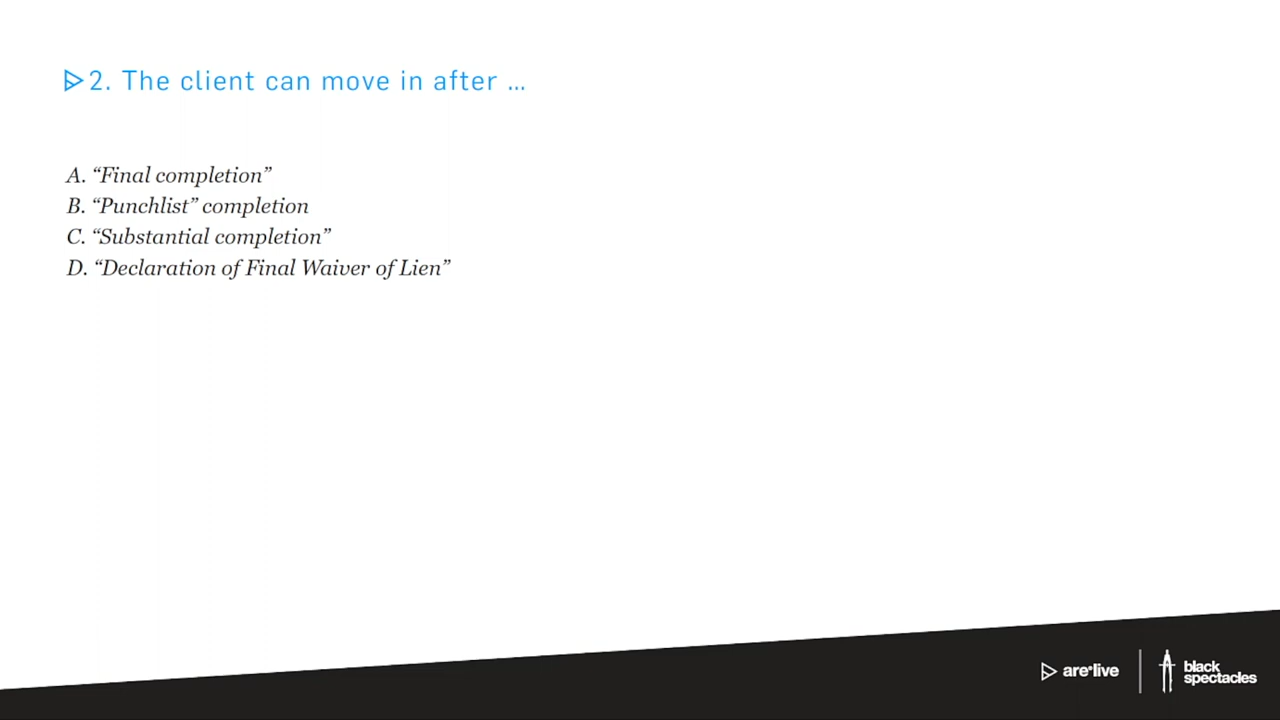 2. The client can move in after ...
A. “Final completion”
B. “Punchlist” completion
C. “Substantial completion”
D. “Declaration of Final Waiver of Lien”
are*live
black
spectacles